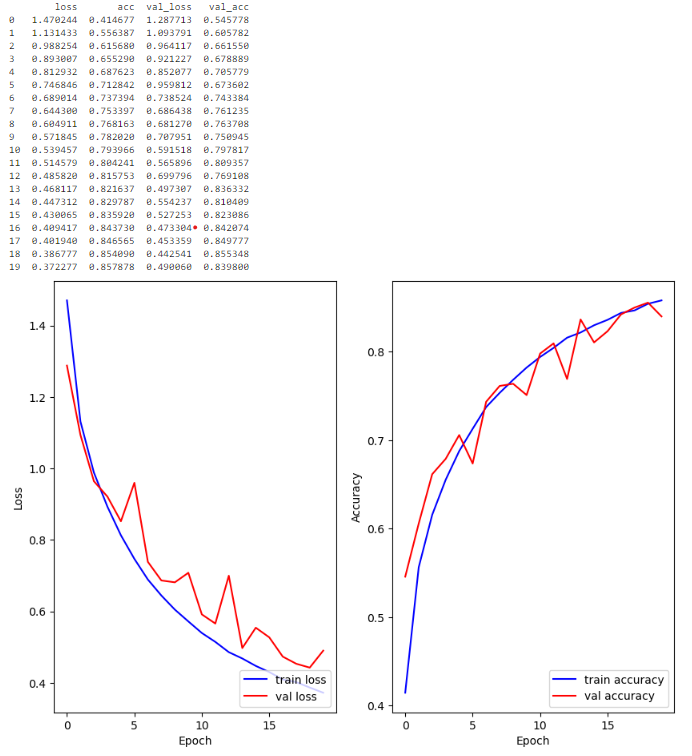 loss acc val_loss val_acc
0 1.470244 0.414677 1.287713 0.545778
1 1.131433 0.556387 1.093791 0.605782
2 0.988254 0.615680 0.964117 0.661550
3 0.893007 0.655290 0.921227 0.678889
4 0.812932 0.687623 0.852077 0.705779
5 0.746846 0.712842 0.959812 0.673602
6 0.689014 0.737394 0.738524 0.743384
7 0.644300 0.753397 0.686438 0.761235
8 0.604911 0.768163 0.681270 0.763708
9 0.571845 0.782020 0.707951 0.750945
10 0.539457 0.793966 0.591518 0.797817
11 0.514579 0.804241 0.565896 0.809357
12 0.485820 0.815753 0.699796 0.769108
13 0.468117 0.821637 0.497307 0.836332
14 0.447312 0.829787 0.554237 0.810409
15 0.430065 0.835920 0.527253 0.823086
16 0.409417 0.843730 0.473304 0.842074
17 0.401940 0.846565 0.453359 0.849777
18 0.386777 0.854090 0.442541 0.855348
19 0.372277 0.857878 0.490060 0.839800
1.4
1.2
1.0
0.8
0.6
0.4
Loss
0 5 10 15
Epoch
train loss
val loss
0.8
0.7
0.6
0.5
0.4
Accuracy
0 5 10 15
Epoch
train accuracy
val accuracy